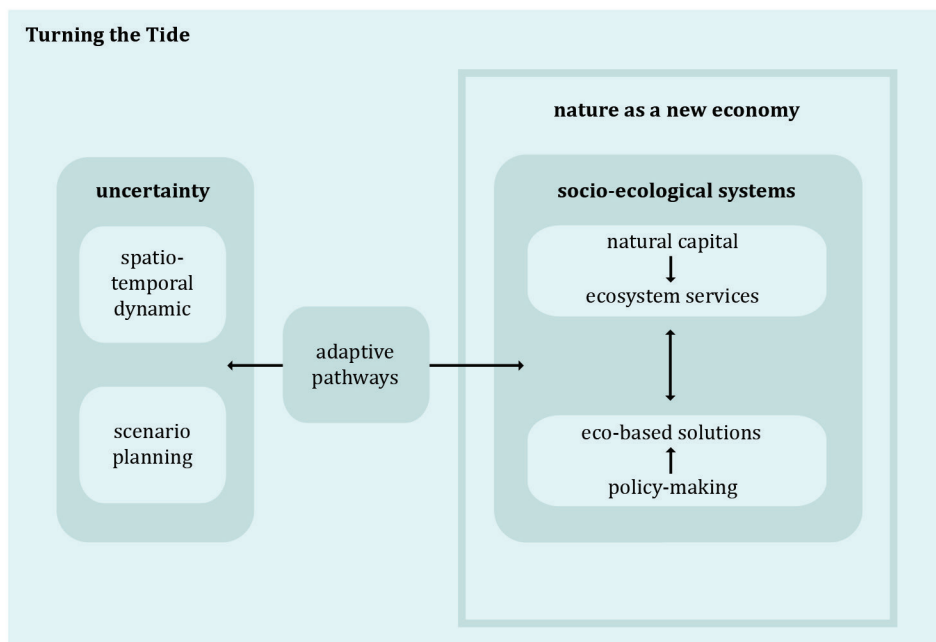 Turning the Tide
nature as a new economy
uncertainty
spatio-
temporal
dynamic
scenario
planning
adaptive
pathways
socio-ecological systems
natural capital
ecosystem services
eco-based solutions
policy-making